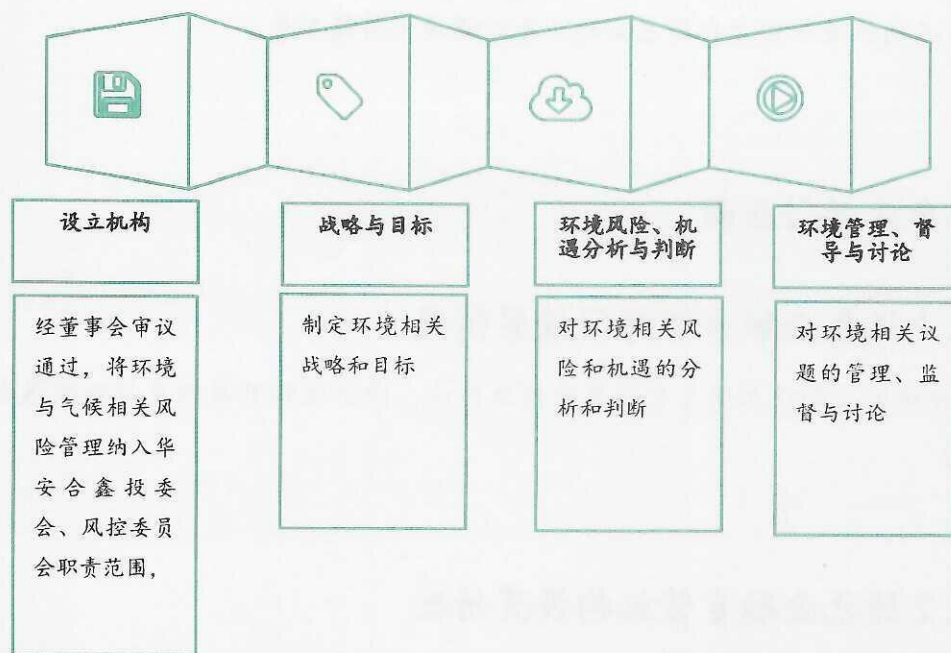 设立机构
经董事会审议
通过，将环境
与气候相关风
险管理纳入华
安合鑫投委
会、风控委员
会职责范围，
战略与目标
制定环境相关
战略和目标
环境风险、机
遇分析与判断
对环境相关风
险和机遇的分
析和判断
环境管理、督
导与讨论
对环境相关议
题的管理、监
督与讨论